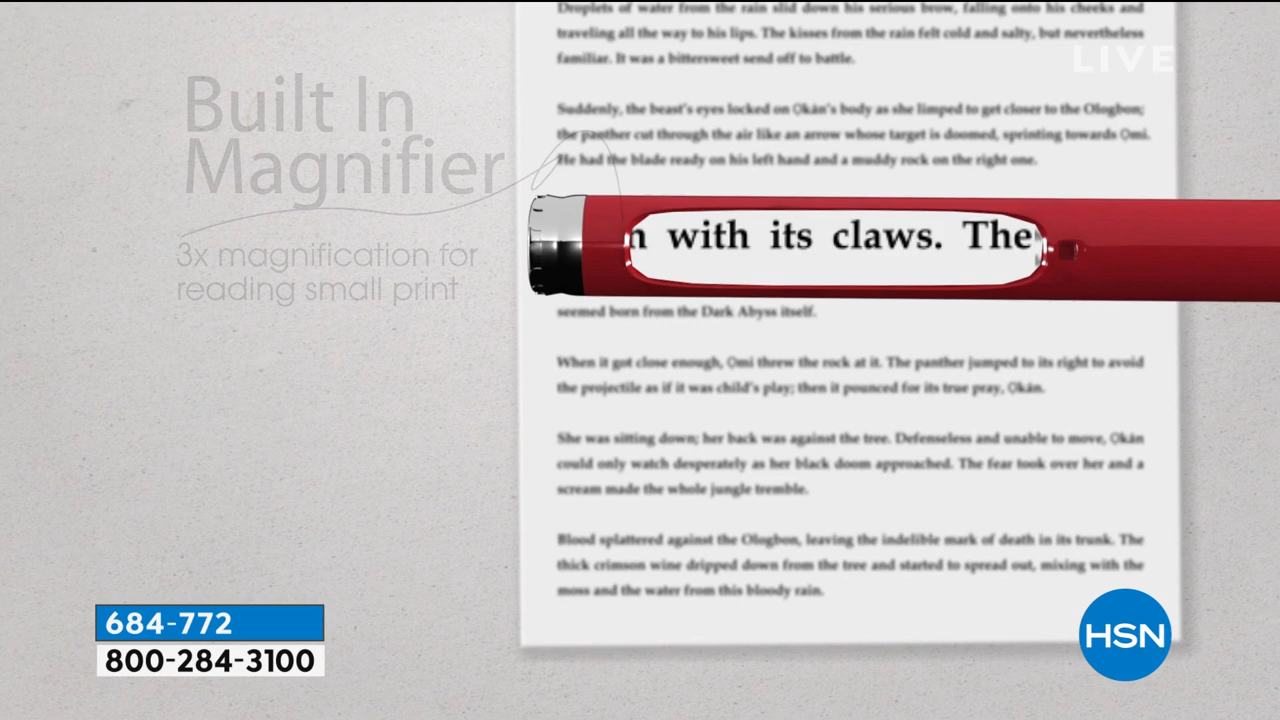 Droplets of water from the rain slid down his serious brow, falling onto his cheeks and
traveling all the way to his lips. The kisses from the rain felt cold and salty, but nevertheless
familiar. It was a bittersweet send off to battle.
LIVE
Built In
Magnifier
3x magnification for
reading small print
Suddenly, the beast's eyes locked on Ọkán's body as she limped to get closer to the Ologbon;
the panther cut through the air like an arrow whose target is doomed, sprinting towards Ọmi.
He had the blade ready on his left hand and a muddy rock on the right one.
with its claws. The
seemed born from the Dark Abyss itself.
When it got close enough, Ọmi threw the rock at it. The panther jumped to its right to avoid
the projectile as if it was child's play; then it pounced for its true pray, Ọkán.
She was sitting down; her back was against the tree. Defenseless and unable to move, Ọkán
could only watch desperately as her black doom approached. The fear took over her and a
scream made the whole jungle tremble.
Blood splattered against the Ologbon, leaving the indelible mark of death in its trunk. The
thick crimson wine dripped down from the tree and started to spread out, mixing with the
moss and the water from this bloody rain.
684-772
800-284-3100
HSN